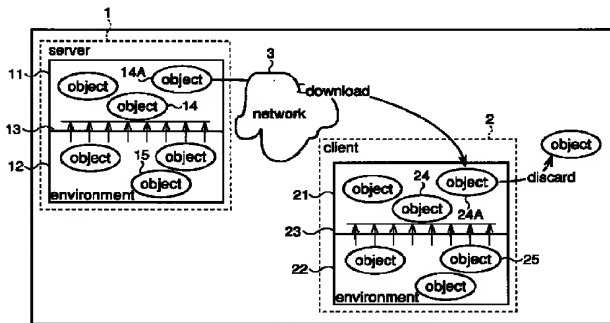 1
server
11
14A
object
object
object
14
13
12
object
15
object
object
environment
3
network
download
2
client
21
object
24
object
24A
object
23
22
object
object
25
object
environment
object
discard